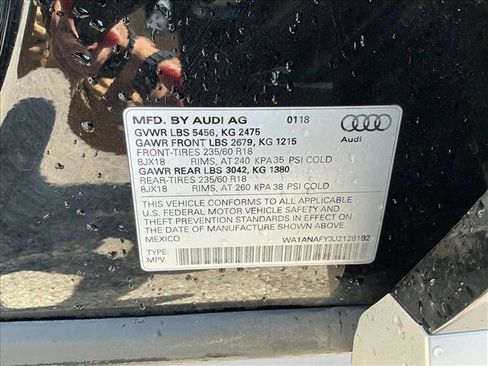 MFD. BY AUDI AG 01 18
GVWR LBS 5456, KG 2475
GAWR FRONT LBS 2679, KG 1215
FRONT-TIRES 235/60 R18
8JX18 RIMS, AT 240 KPA 35 PSI COLD
GAWR REAR LBS 3042, KG 1380
REAR-TIRES 235/60 R18
8JX18 RIMS, AT 260 KPA 38 PSI COLD
Audi
THIS VEHICLE CONFORMS TO ALL APPLICABLE
U.S. FEDERAL MOTOR VEHICLE SAFETY AND
THEFT PREVENTION STANDARDS IN EFFECT ON
THE DATE OF MANUFACTURE SHOWN ABOVE.
MEXICO WA1ANAFY3J2128192
TYPE:
MPV